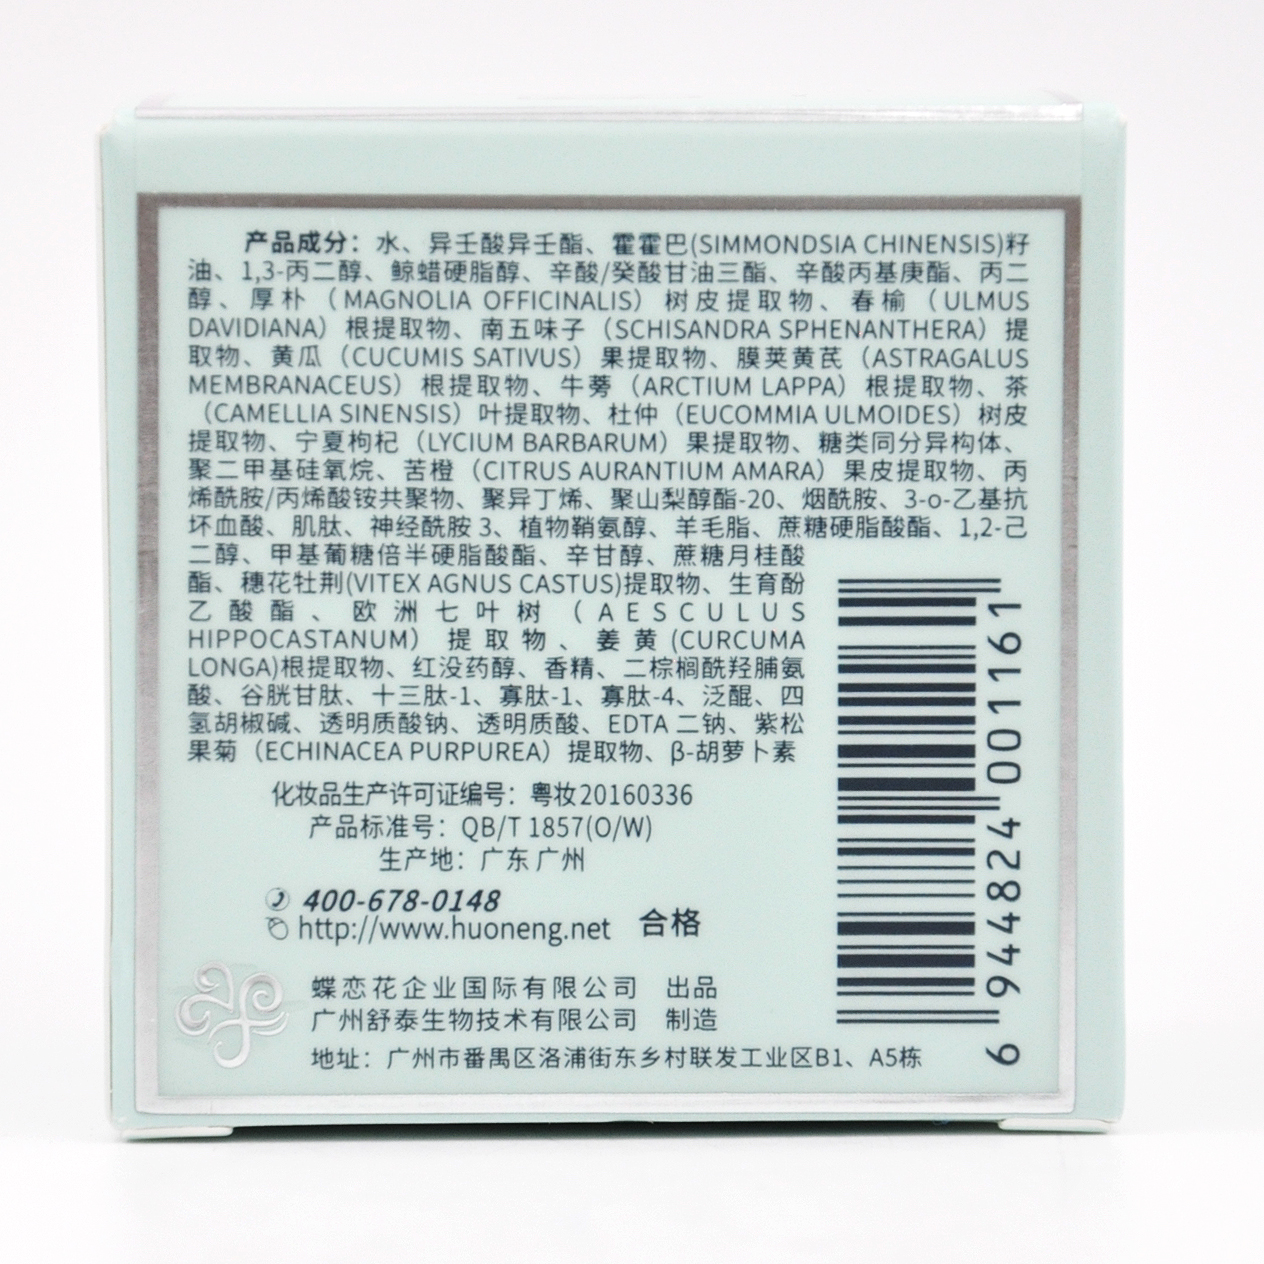 产品成分：水、异壬酸异壬酯、霍霍巴(SIMMONDSIA CHINENSIS)籽
油、1,3-丙二醇、鲸蜡硬脂醇、辛酸/癸酸甘油三酯、辛酸丙基庚酯、丙二
醇、厚朴（MAGNOLIA OFFICINALIS）树皮提取物、春榆（ULMUS
DAVIDIANA）根提取物、南五味子（SCHISANDRA SPHENANTHERA）提
取物、黄瓜（CUCUMIS SATIVUS）果提取物、膜荚黄芪（ASTRAGALUS
MEMBRANACEUS）根提取物、牛蒡（ARCTIUM LAPPA）根提取物、茶
（CAMELLIA SINENSIS）叶提取物、杜仲（EUCOMMIA ULMOIDES）树皮
提取物、宁夏枸杞（LYCIUM BARBARUM）果提取物、糖类同分异构体、
聚二甲基硅氧烷、苦橙（CITRUS AURANTIUM AMARA）果皮提取物、丙
烯酰胺/丙烯酸铵共聚物、聚异丁烯、聚山梨醇酯-20、烟酰胺、3-o-乙基抗
坏血酸、肌肽、神经酰胺 3、植物鞘氨醇、羊毛脂、蔗糖硬脂酸酯、1,2-己
二醇、甲基葡糖倍半硬脂酸酯、辛甘醇、蔗糖月桂酸
酯、穗花牡荆(VITEX AGNUS CASTUS)提取物、生育酚
乙酸酯、欧洲七叶树（AESCULUS
HIPPOCASTANUM）提取物、姜黄(CURCUMA
LONGA)根提取物、红没药醇、香精、二棕榈酰羟脯氨
酸、谷胱甘肽、十三肽-1、寡肽-1、寡肽-4、泛醌、四
氢胡椒碱、透明质酸钠、透明质酸、EDTA 二钠、紫松
果菊（ECHINACEA PURPUREA）提取物、β-胡萝卜素
化妆品生产许可证编号：粤妆20160336
产品标准号：QB/T 1857(O/W)
生产地：广东 广州
400-678-0148
http://www.huoneng.net 合格
蝶恋花企业国际有限公司 出品
广州舒泰生物技术有限公司 制造
地址：广州市番禺区洛浦街东乡村联发工业区B1、A5栋
6 944824 001161